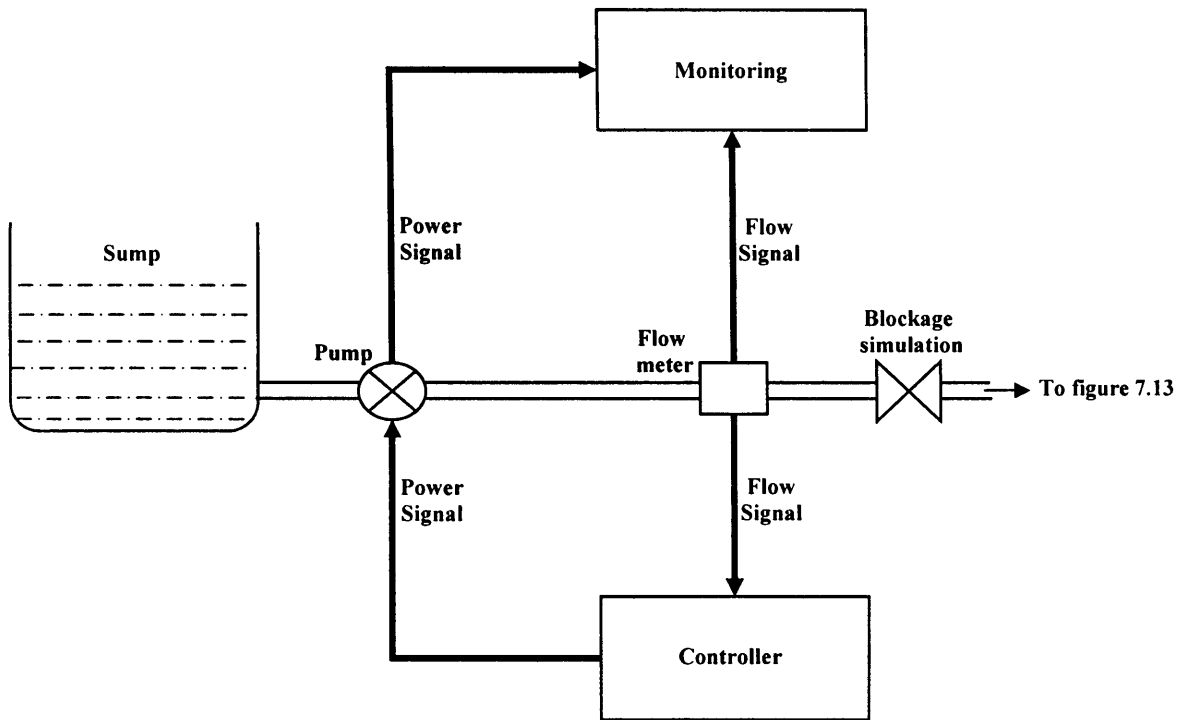 Monitoring
Power
Signal
Flow
Signal
Sump
Blockage
simulation
Flow
meter
Pump
To figure 7.13
Power
Signal
Flow
Signal
Controller